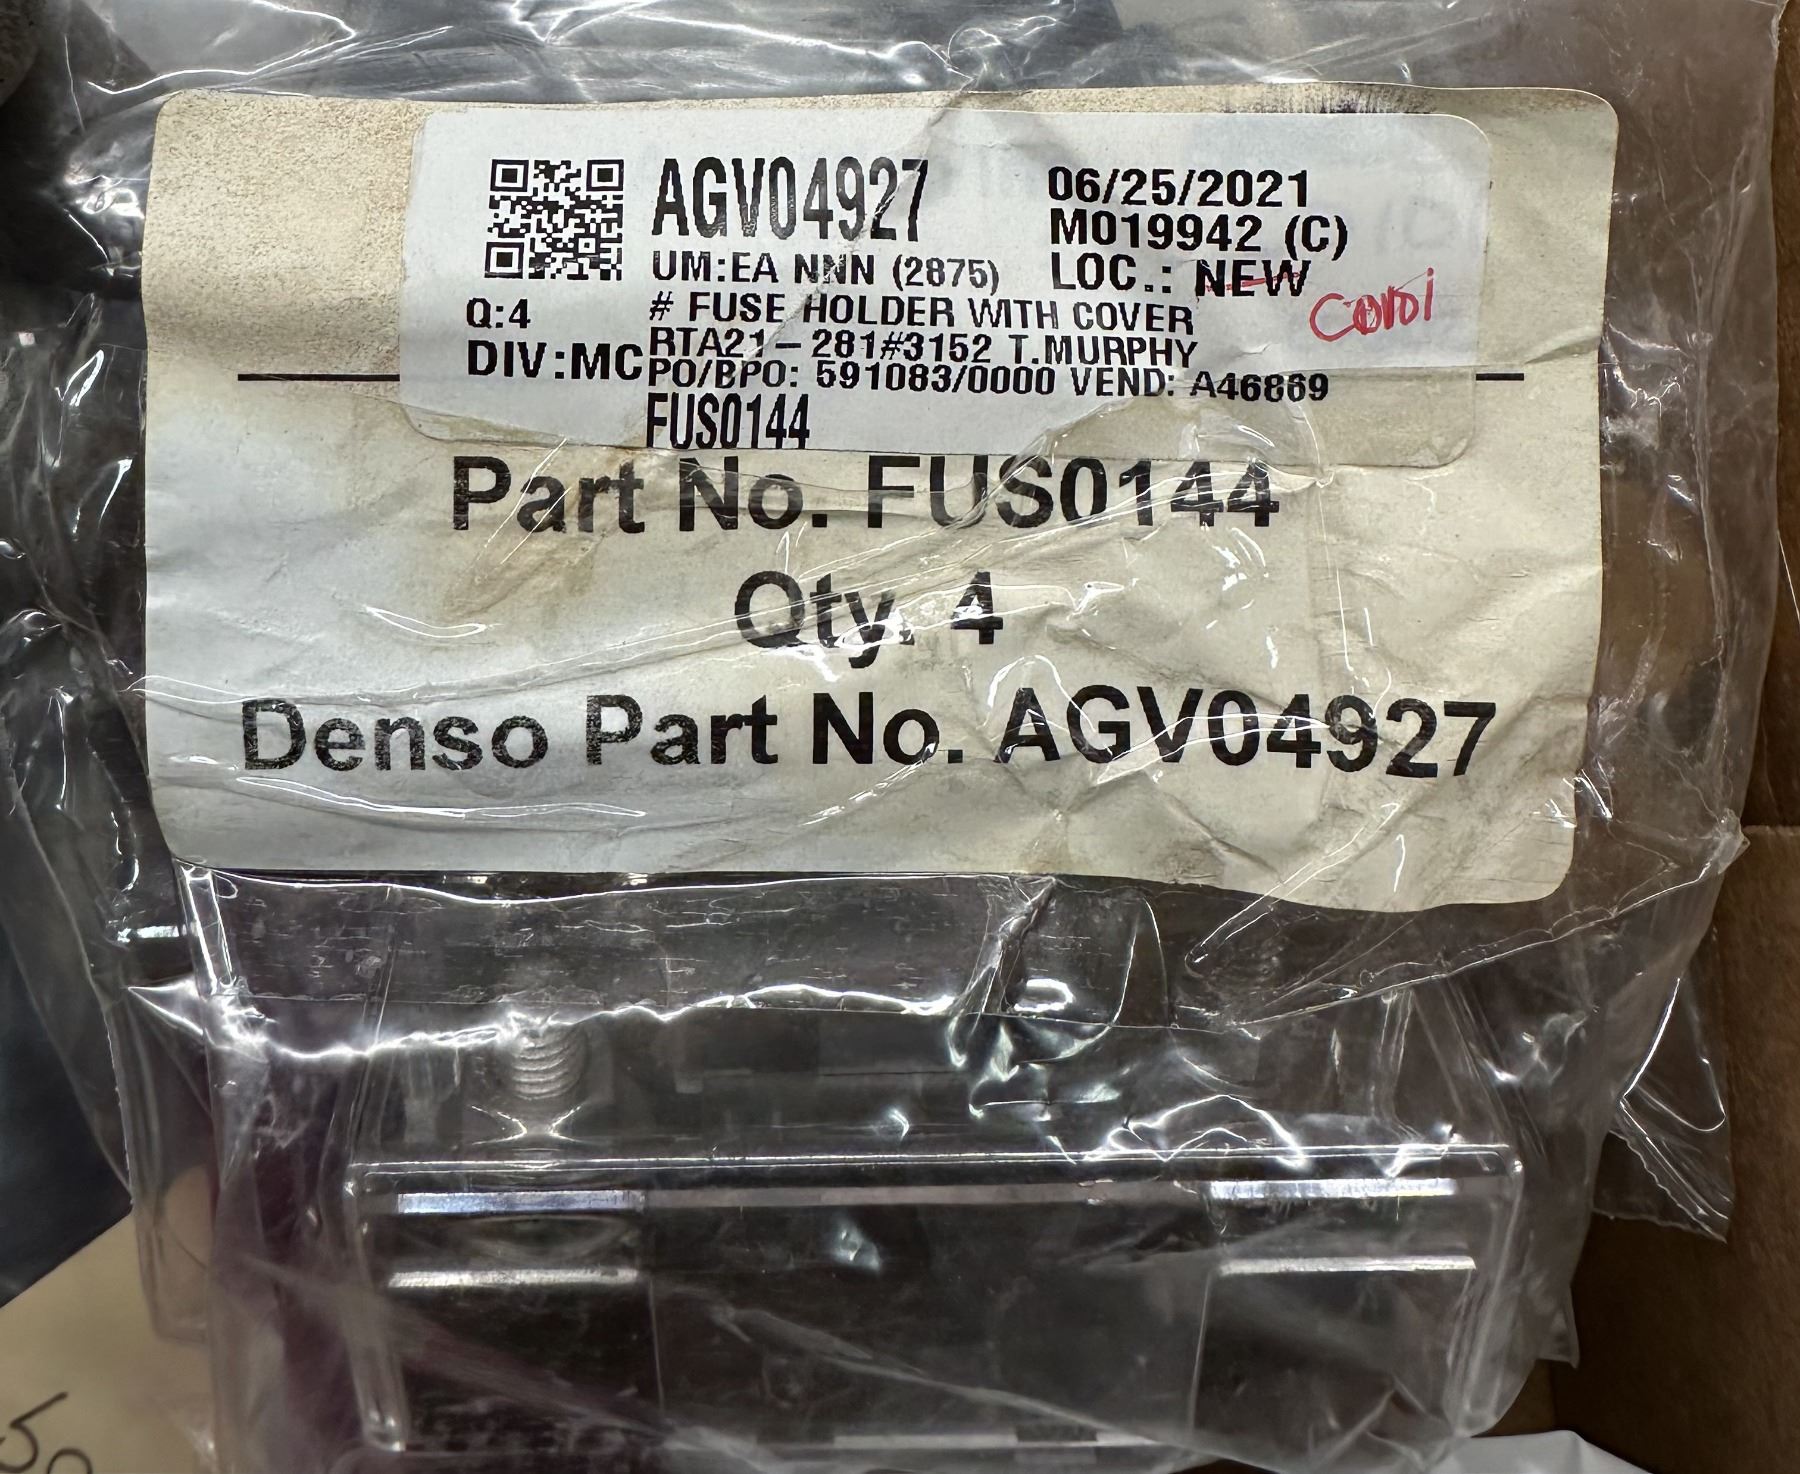 AGV04927
06/25/2021
M019942 (C)
UM:EA NNN (2875)
LOC.: NEW
Q:4
# FUSE HOLDER WITH COVER
DIV:MC
RTA21-281#3152 T.MURPHY
PO/BPO: 591083/0000 VEND: A46869
FUS0144
Part No. FUS0144
Qty. 4
Denso Part No. AGV04927